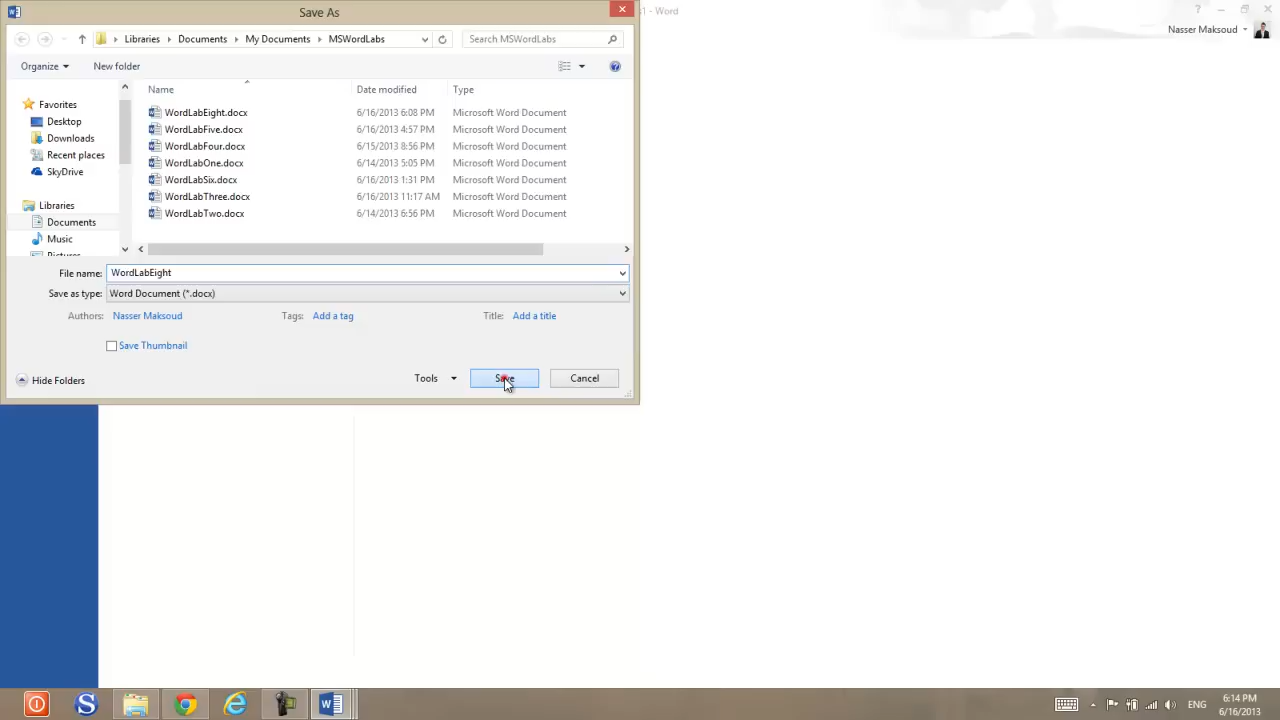 Save As
1 - Word
Nasser Maksoud
Libraries Documents My Documents MSWordLabs
Search MSWordLabs
Organize
New folder
Name Date modified Type
Favorites
Desktop
Downloads
Recent places
SkyDrive
Libraries
Documents
Music
Pictures
WordLabEight.docx 6/16/2013 6:08 PM Microsoft Word Document
WordLabFive.docx 6/16/2013 4:57 PM Microsoft Word Document
WordLabFour.docx 6/15/2013 8:56 PM Microsoft Word Document
WordLabOne.docx 6/14/2013 5:05 PM Microsoft Word Document
WordLabSix.docx 6/16/2013 1:31 PM Microsoft Word Document
WordLabThree.docx 6/16/2013 11:17 AM Microsoft Word Document
WordLabTwo.docx 6/14/2013 6:56 PM Microsoft Word Document
File name: WordLabEight
Save as type: Word Document (*.docx)
Authors: Nasser Maksoud Tags: Add a tag Title: Add a title
Save Thumbnail
Hide Folders
Tools
Save
Cancel
ENG
6:14 PM
6/16/2013